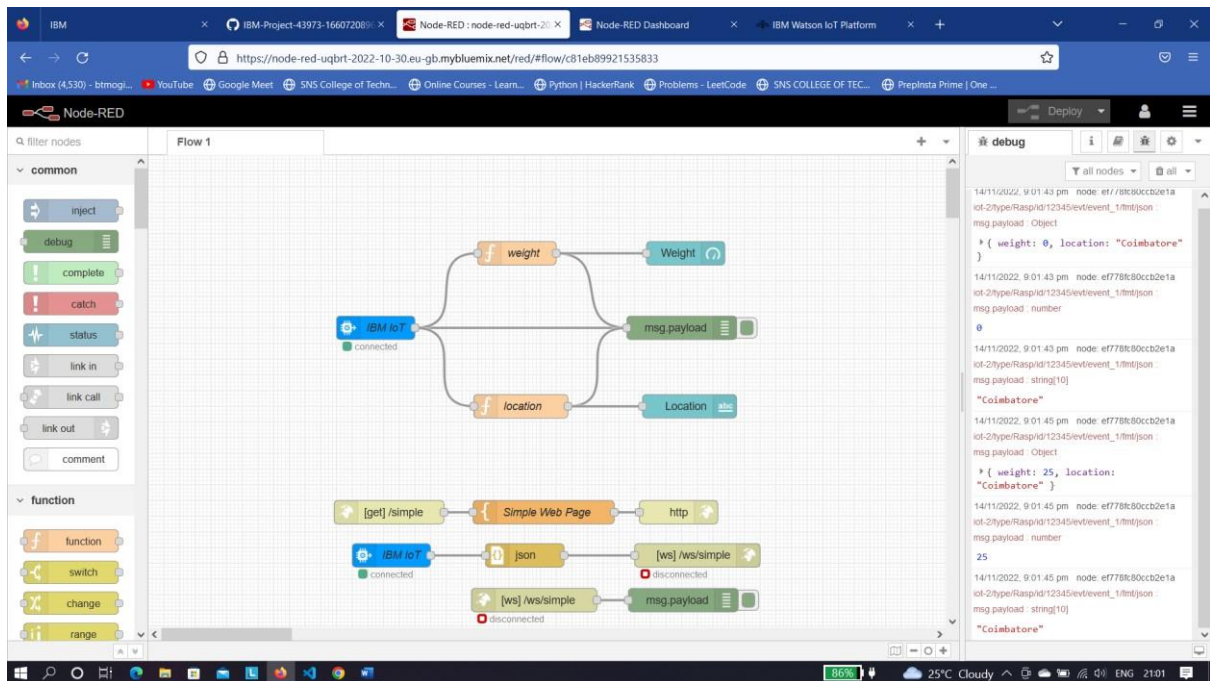 IBM
IBM-Project-43973-1660720896
Node-RED : node-red-uqbrt-20
Node-RED Dashboard
IBM Watson IoT Platform
https://node-red-uqbrt-2022-10-30.eu-gb.mybluemix.net/red/#flow/c81eb89921535833
Inbox (4,530) - btmogi...
YouTube
Google Meet
SNS College of Techn...
Online Courses - Learn...
Python | HackerRank
Problems - LeetCode
SNS COLLEGE OF TEC...
PrepInsta Prime | One ...
Node-RED
Deploy
filter nodes
Flow 1
debug
i
all nodes
all
common
inject
debug
complete
catch
status
link in
link call
link out
comment
function
function
switch
change
range
weight
Weight
IBM IoT
connected
msg.payload
location
Location
abc
[get] /simple
Simple Web Page
http
IBM IoT
connected
json
[ws] /ws/simple
disconnected
[ws] /ws/simple
disconnected
msg.payload
14/11/2022, 9:01:43 pm node: ef778fc80ccb2e1a
iot-2/type/Rasp/id/12345/evt/event_1/fmt/json :
msg.payload : Object
{ weight: 0, location: "Coimbatore"
}
14/11/2022, 9:01:43 pm node: ef778fc80ccb2e1a
iot-2/type/Rasp/id/12345/evt/event_1/fmt/json :
msg.payload : number
0
14/11/2022, 9:01:43 pm node: ef778fc80ccb2e1a
iot-2/type/Rasp/id/12345/evt/event_1/fmt/json :
msg.payload : string[10]
"Coimbatore"
14/11/2022, 9:01:45 pm node: ef778fc80ccb2e1a
iot-2/type/Rasp/id/12345/evt/event_1/fmt/json :
msg.payload : Object
{ weight: 25, location:
"Coimbatore" }
14/11/2022, 9:01:45 pm node: ef778fc80ccb2e1a
iot-2/type/Rasp/id/12345/evt/event_1/fmt/json :
msg.payload : number
25
14/11/2022, 9:01:45 pm node: ef778fc80ccb2e1a
iot-2/type/Rasp/id/12345/evt/event_1/fmt/json :
msg.payload : string[10]
"Coimbatore"
86%
25°C Cloudy
ENG
21:01